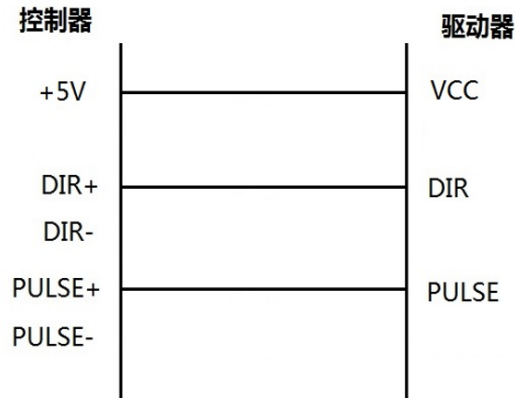 控制器 驱动器
+5V VCC
DIR+ DIR
DIR-
PULSE+ PULSE
PULSE-